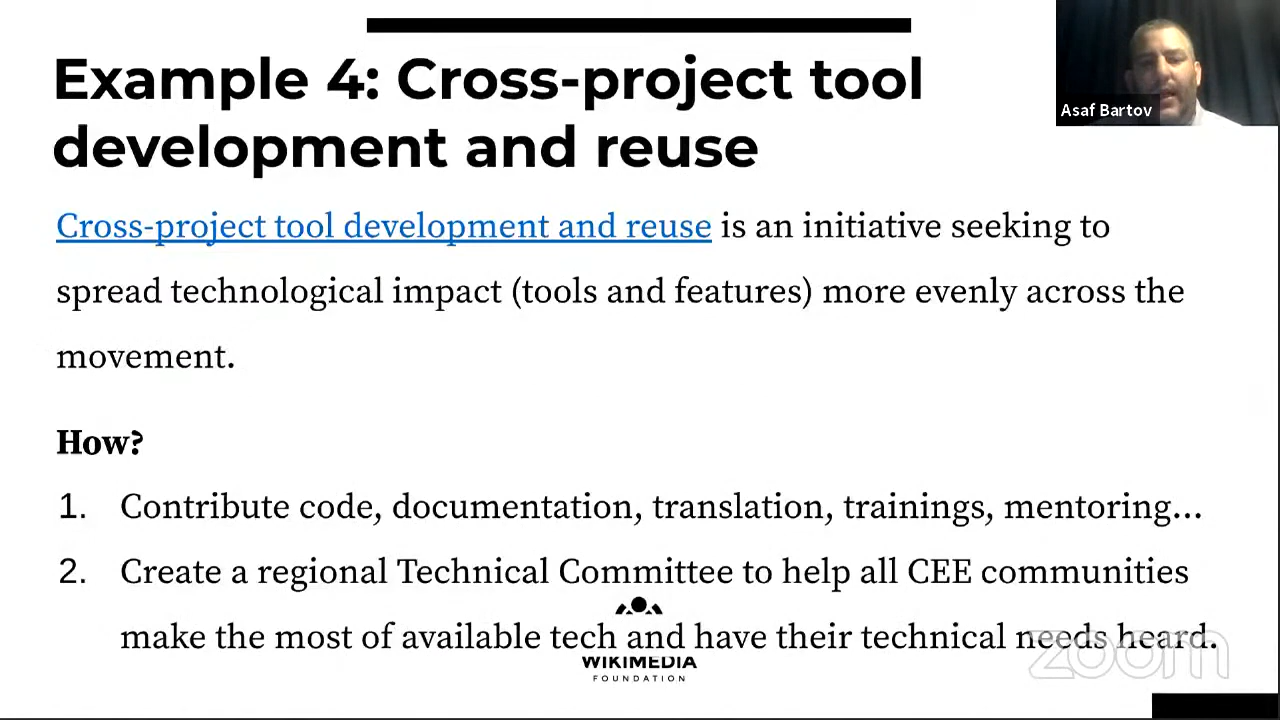 Example 4: Cross-project tool
development and reuse
Asaf Bartov
Cross-project tool development and reuse is an initiative seeking to
spread technological impact (tools and features) more evenly across the
movement.
How?
1. Contribute code, documentation, translation, trainings, mentoring...
2. Create a regional Technical Committee to help all CEE communities
make the most of available tech and have their technical needs heard.
WIKIMEDIA
FOUNDATION
zoom